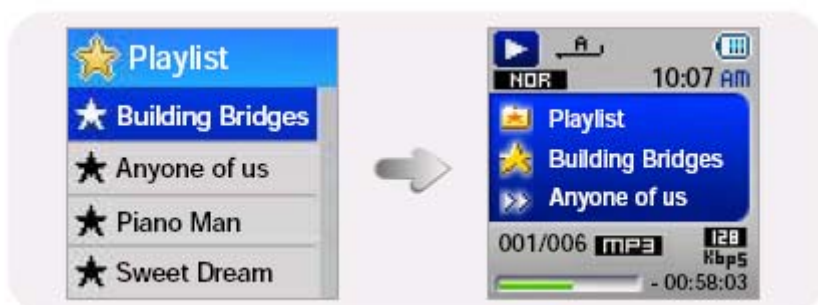 Playlist
Building Bridges
Anyone of us
Piano Man
Sweet Dream
A
NOR 10:07 AM
Playlist
Building Bridges
Anyone of us
001/006 MP3 128 Kbps
- 00:58:03